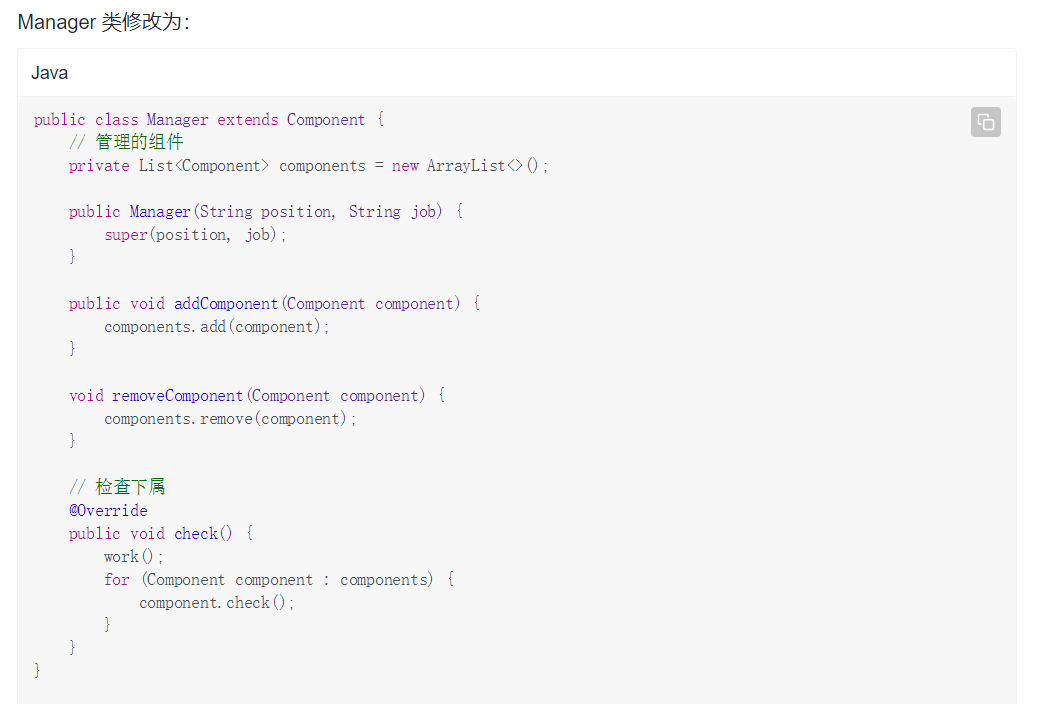 Manager 类修改为：
Java
public class Manager extends Component {
    // 管理的组件
    private List<Component> components = new ArrayList<>();

    public Manager(String position, String job) {
        super(position, job);
    }

    public void addComponent(Component component) {
        components.add(component);
    }

    void removeComponent(Component component) {
        components.remove(component);
    }

    // 检查下属
    @Override
    public void check() {
        work();
        for (Component component : components) {
            component.check();
        }
    }
}